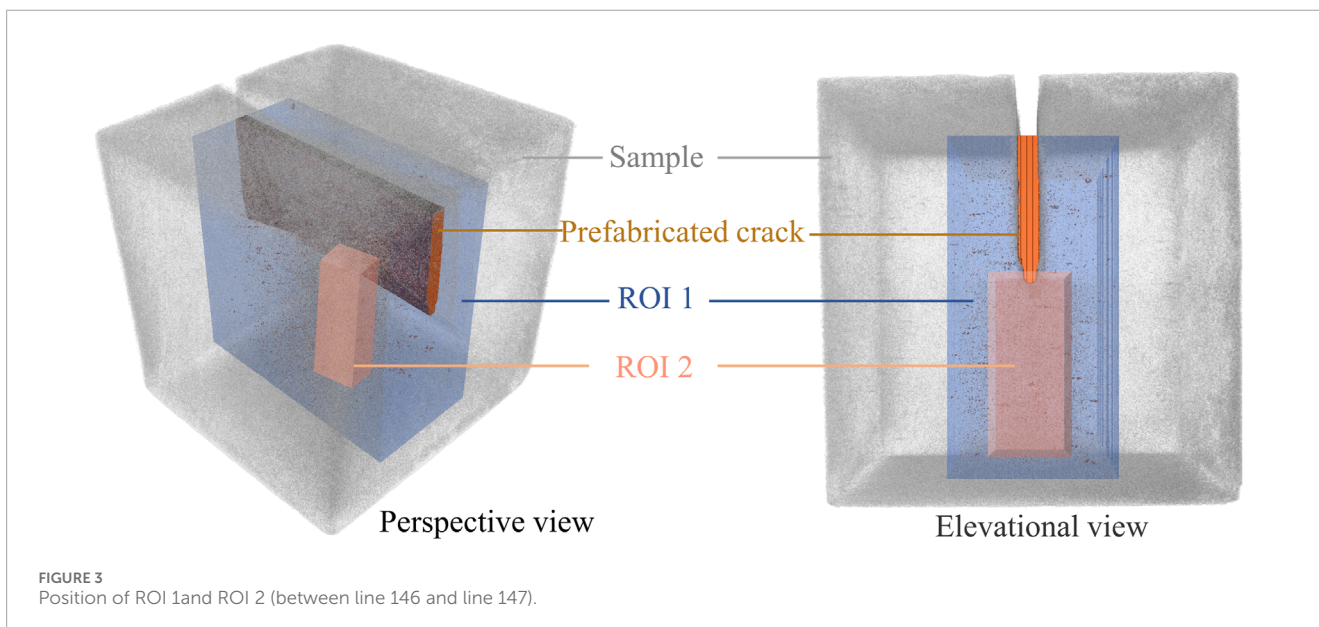 Sample
Prefabricated crack
ROI 1
ROI 2
Perspective view
Elevational view
FIGURE 3
Position of ROI 1and ROI 2 (between line 146 and line 147).